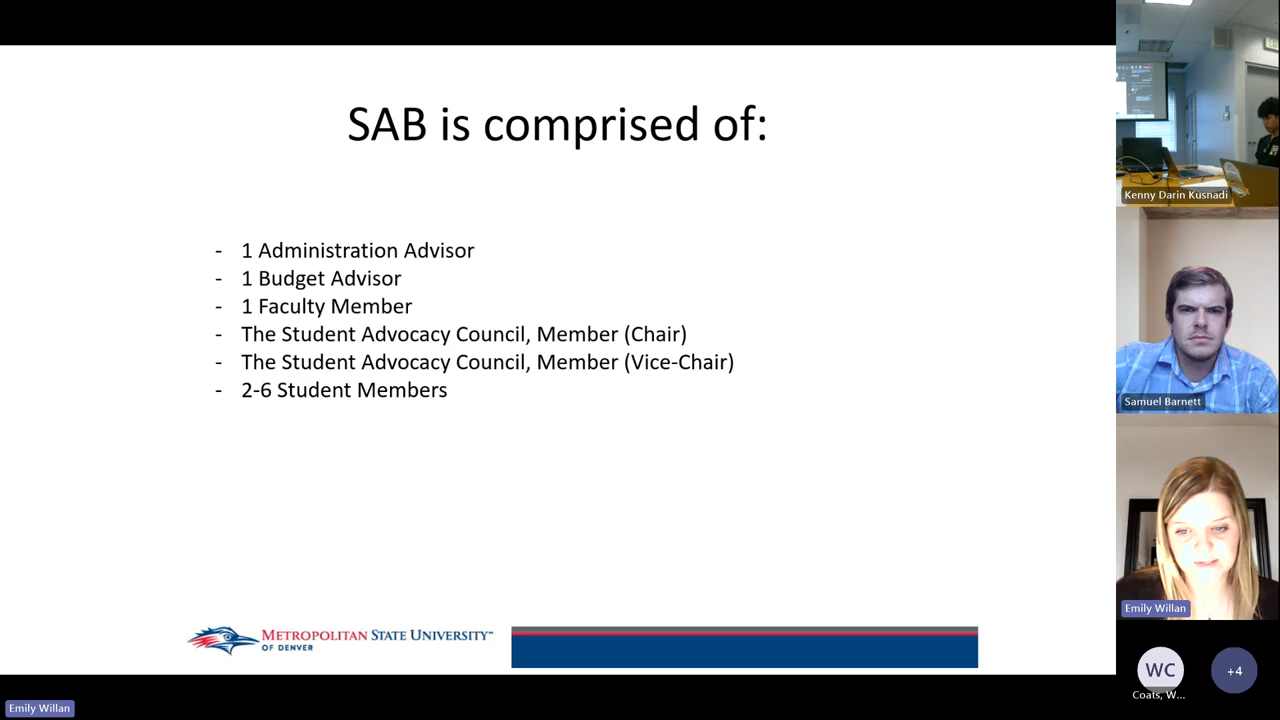 SAB is comprised of:
- 1 Administration Advisor
- 1 Budget Advisor
- 1 Faculty Member
- The Student Advocacy Council, Member (Chair)
- The Student Advocacy Council, Member (Vice-Chair)
- 2-6 Student Members
METROPOLITAN STATE UNIVERSITY™
OF DENVER
Kenny Darin Kusnadi
Samuel Barnett
Emily Willan
WC
Coats, W...
+4
Emily Willan